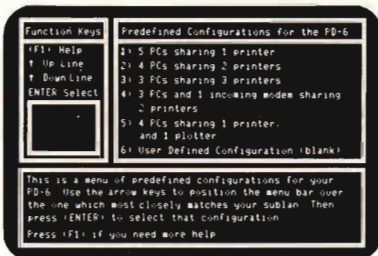 Function Keys
(F1) Help
↑ Up Line
↑ Down Line
ENTER Select
Predefined Configurations for the PD-6
1) 5 PCs sharing 1 printer
2) 4 PCs sharing 2 printers
3) 3 PCs sharing 3 printers
4) 3 PCs and 1 incoming modem sharing
2 printers
5) 4 PCs sharing 1 printer,
and 1 plotter
6) User Defined Configuration (blank)
This is a menu of predefined configurations for your
PD-6 Use the arrow keys to position the menu bar over
the one which most closely matches your sublan Then
press (ENTER) to select that configuration
Press (F1) if you need more help